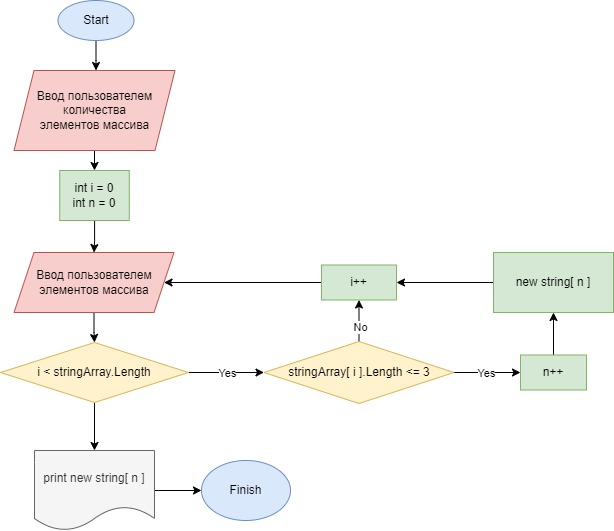 Start
Ввод пользователем
количества
элементов массива
int i = 0
int n = 0
Ввод пользователем
элементов массива
i++
new string[ n ]
No
i < stringArray.Length
Yes
stringArray[ i ].Length <= 3
Yes
n++
print new string[ n ]
Finish